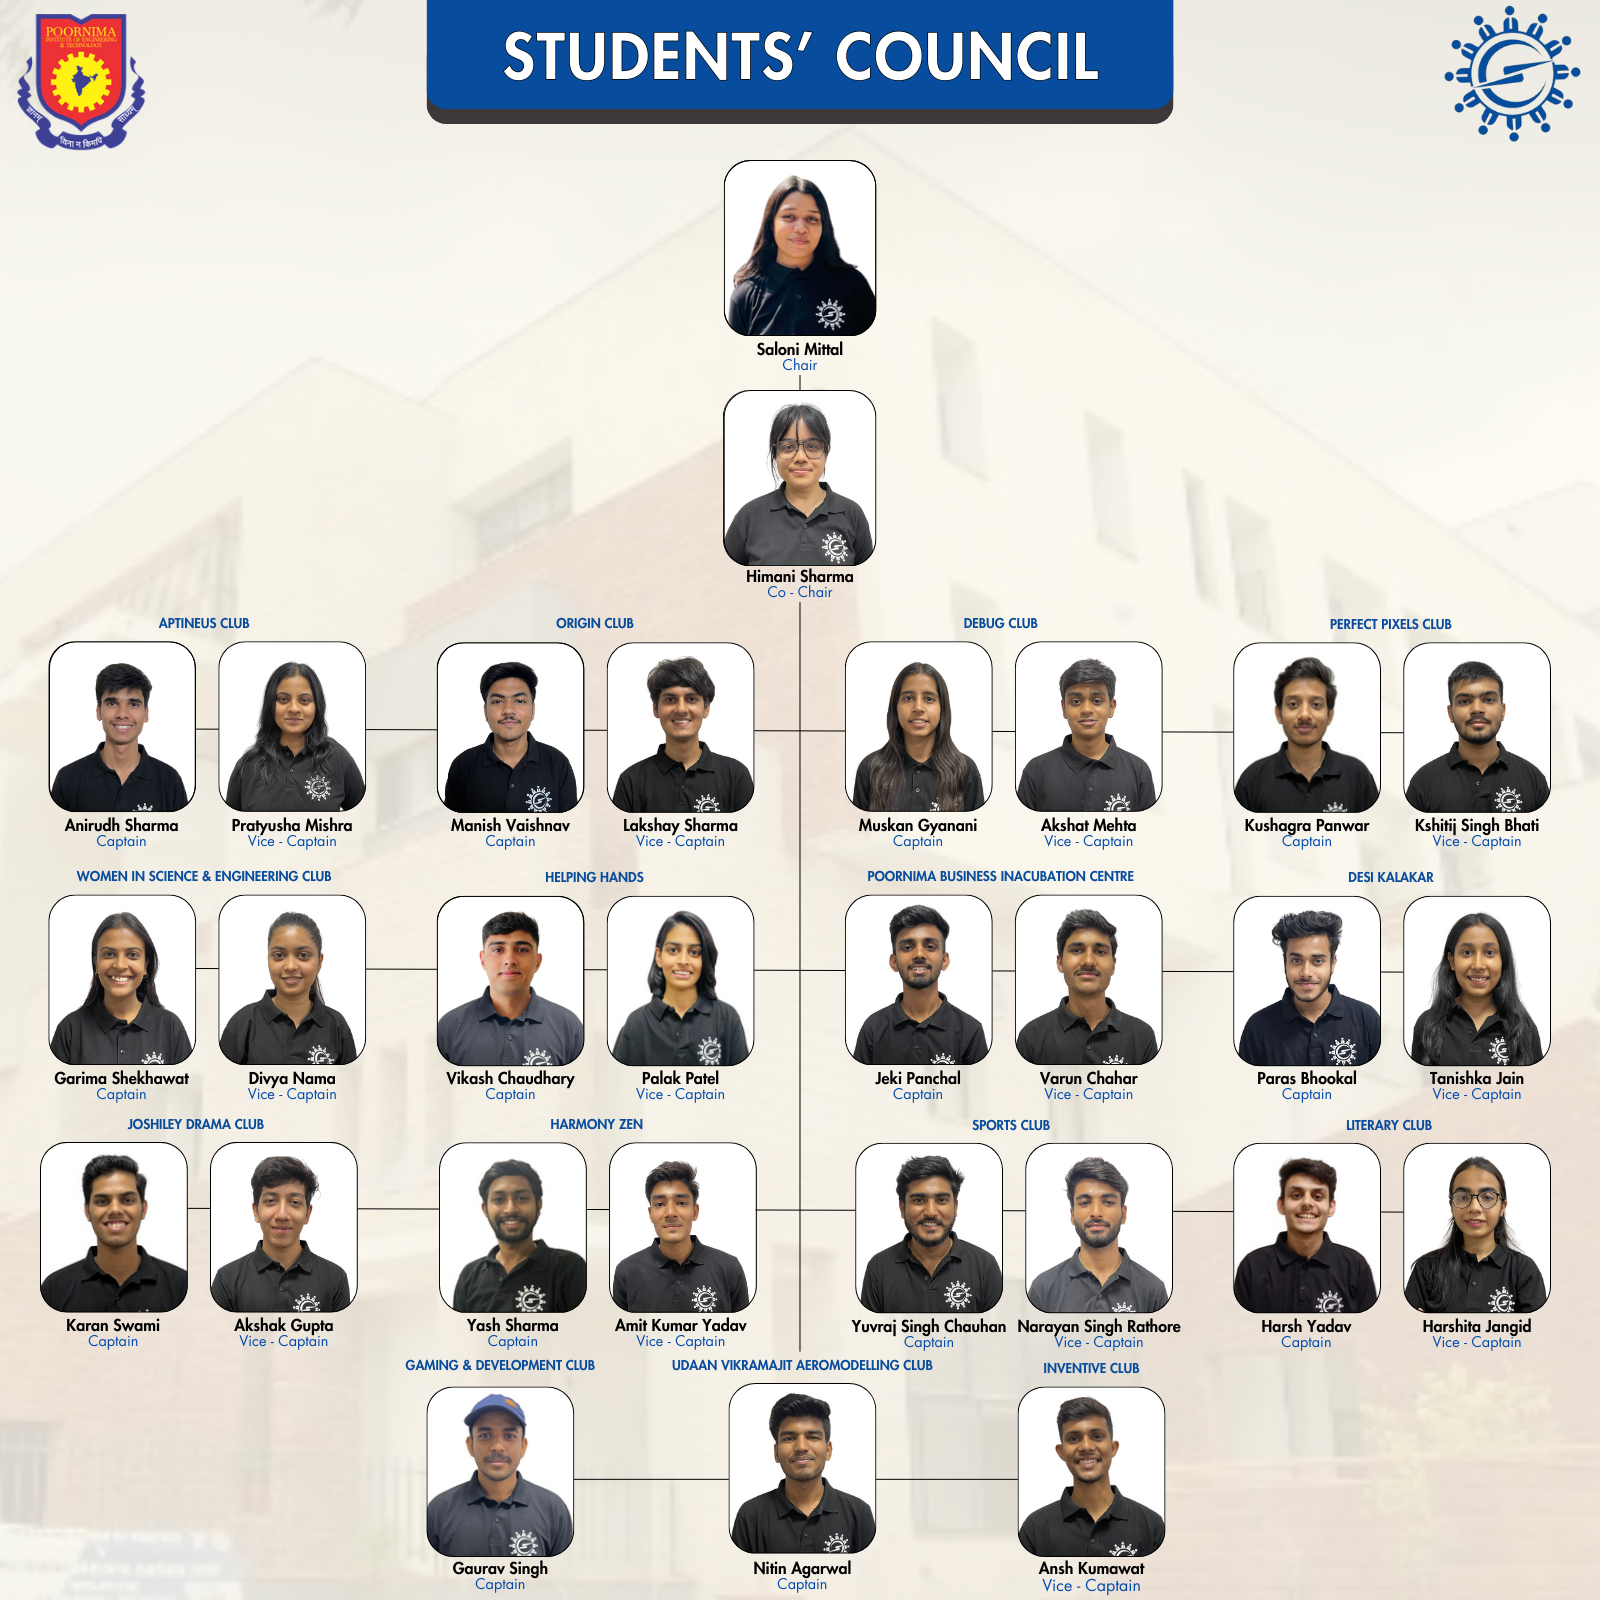 POORNIMA
INSTITUTE OF ENGINEERING
& TECHNOLOGY
ज्ञानम्
विना न किमपि
साध्यम्
STUDENTS’ COUNCIL
Saloni Mittal
Chair
Himani Sharma
Co - Chair
APTINEUS CLUB
Anirudh Sharma
Captain
Pratyusha Mishra
Vice - Captain
ORIGIN CLUB
Manish Vaishnav
Captain
Lakshay Sharma
Vice - Captain
DEBUG CLUB
Muskan Gyanani
Captain
Akshat Mehta
Vice - Captain
PERFECT PIXELS CLUB
Kushagra Panwar
Captain
Kshitij Singh Bhati
Vice - Captain
WOMEN IN SCIENCE & ENGINEERING CLUB
Garima Shekhawat
Captain
Divya Nama
Vice - Captain
HELPING HANDS
Vikash Chaudhary
Captain
Palak Patel
Vice - Captain
POORNIMA BUSINESS INACUBATION CENTRE
Jeki Panchal
Captain
Varun Chahar
Vice - Captain
DESI KALAKAR
Paras Bhookal
Captain
Tanishka Jain
Vice - Captain
JOSHILEY DRAMA CLUB
Karan Swami
Captain
Akshak Gupta
Vice - Captain
HARMONY ZEN
Yash Sharma
Captain
Amit Kumar Yadav
Vice - Captain
SPORTS CLUB
Yuvraj Singh Chauhan
Captain
Narayan Singh Rathore
Vice - Captain
LITERARY CLUB
Harsh Yadav
Captain
Harshita Jangid
Vice - Captain
GAMING & DEVELOPMENT CLUB
Gaurav Singh
Captain
UDAAN VIKRAMAJIT AEROMODELLING CLUB
Nitin Agarwal
Captain
INVENTIVE CLUB
Ansh Kumawat
Vice - Captain